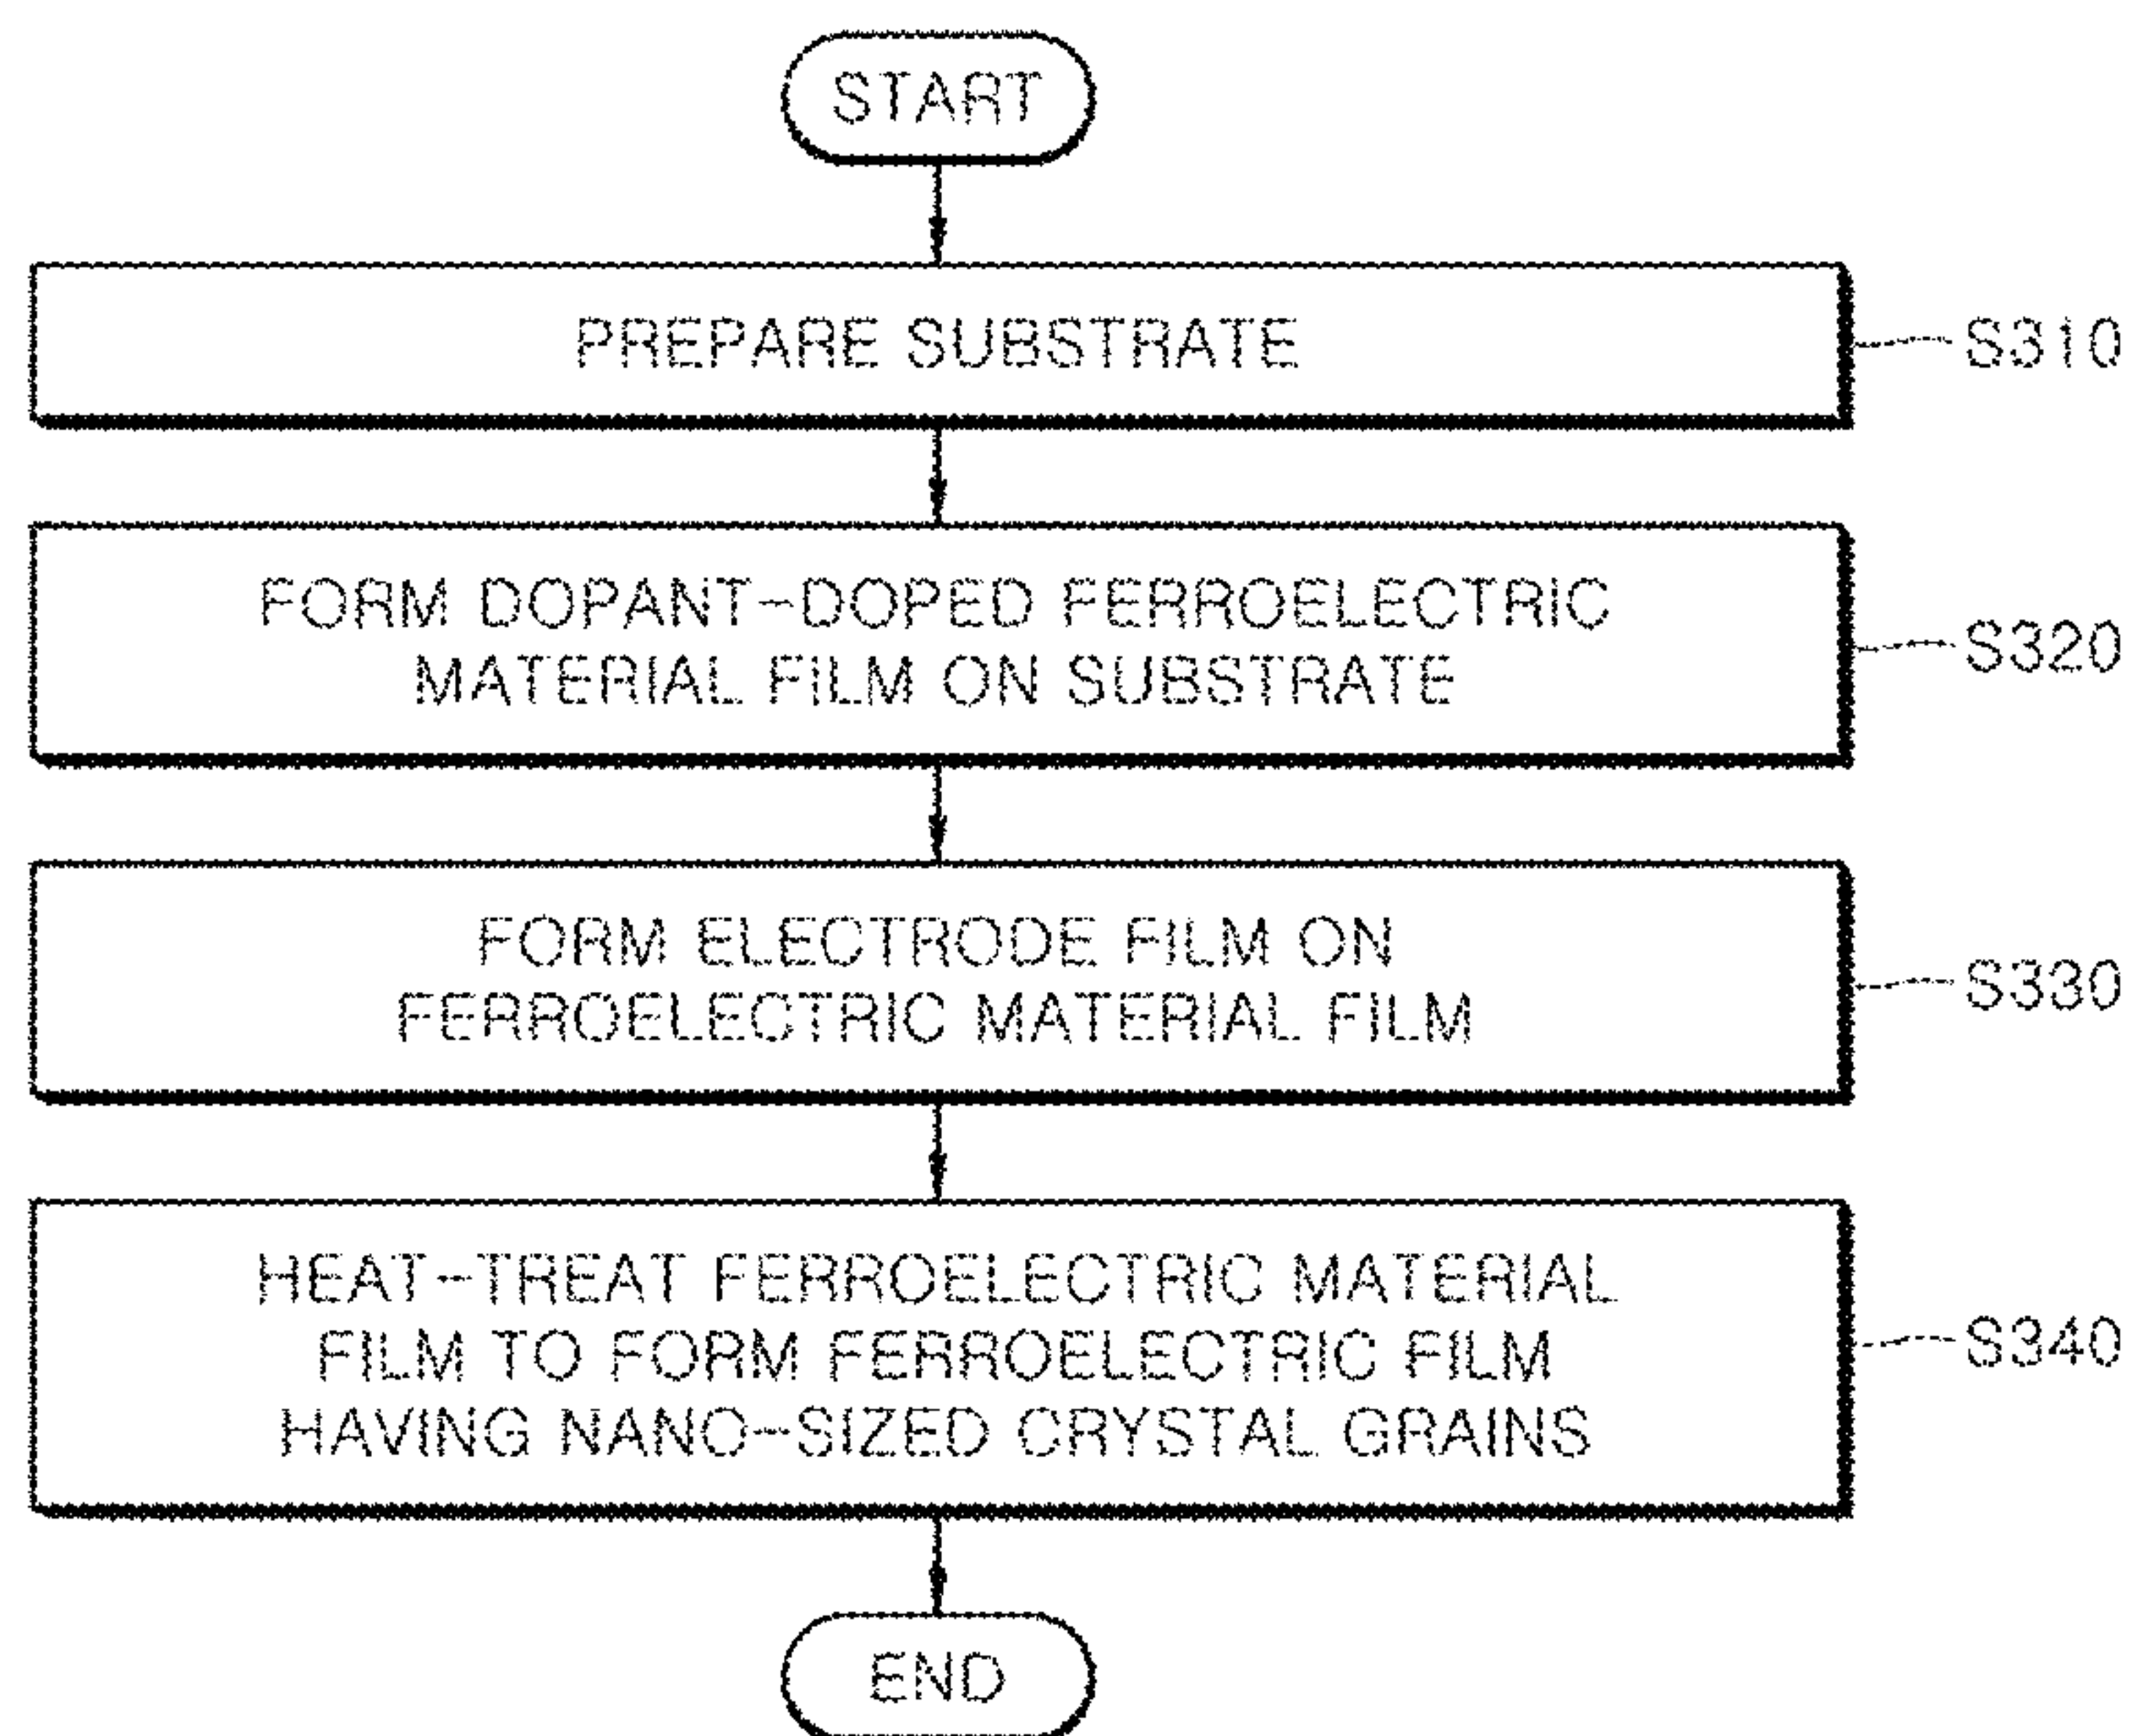 START
PREPARE SUBSTRATE
S310
FORM DOPANT-DOPED FERROELECTRIC
MATERIAL FILM ON SUBSTRATE
S320
FORM ELECTRODE FILM ON
FERROELECTRIC MATERIAL FILM
S330
HEAT-TREAT FERROELECTRIC MATERIAL
FILM TO FORM FERROELECTRIC FILM
HAVING NANO-SIZED CRYSTAL GRAINS
S340
END